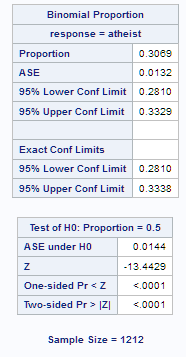 Binomial Proportion
response = atheist
Proportion 0.3069
ASE 0.0132
95% Lower Conf Limit 0.2810
95% Upper Conf Limit 0.3329
Exact Conf Limits
95% Lower Conf Limit 0.2810
95% Upper Conf Limit 0.3338
Test of H0: Proportion = 0.5
ASE under H0 0.0144
Z -13.4429
One-sided Pr < Z <.0001
Two-sided Pr > |Z| <.0001
Sample Size = 1212